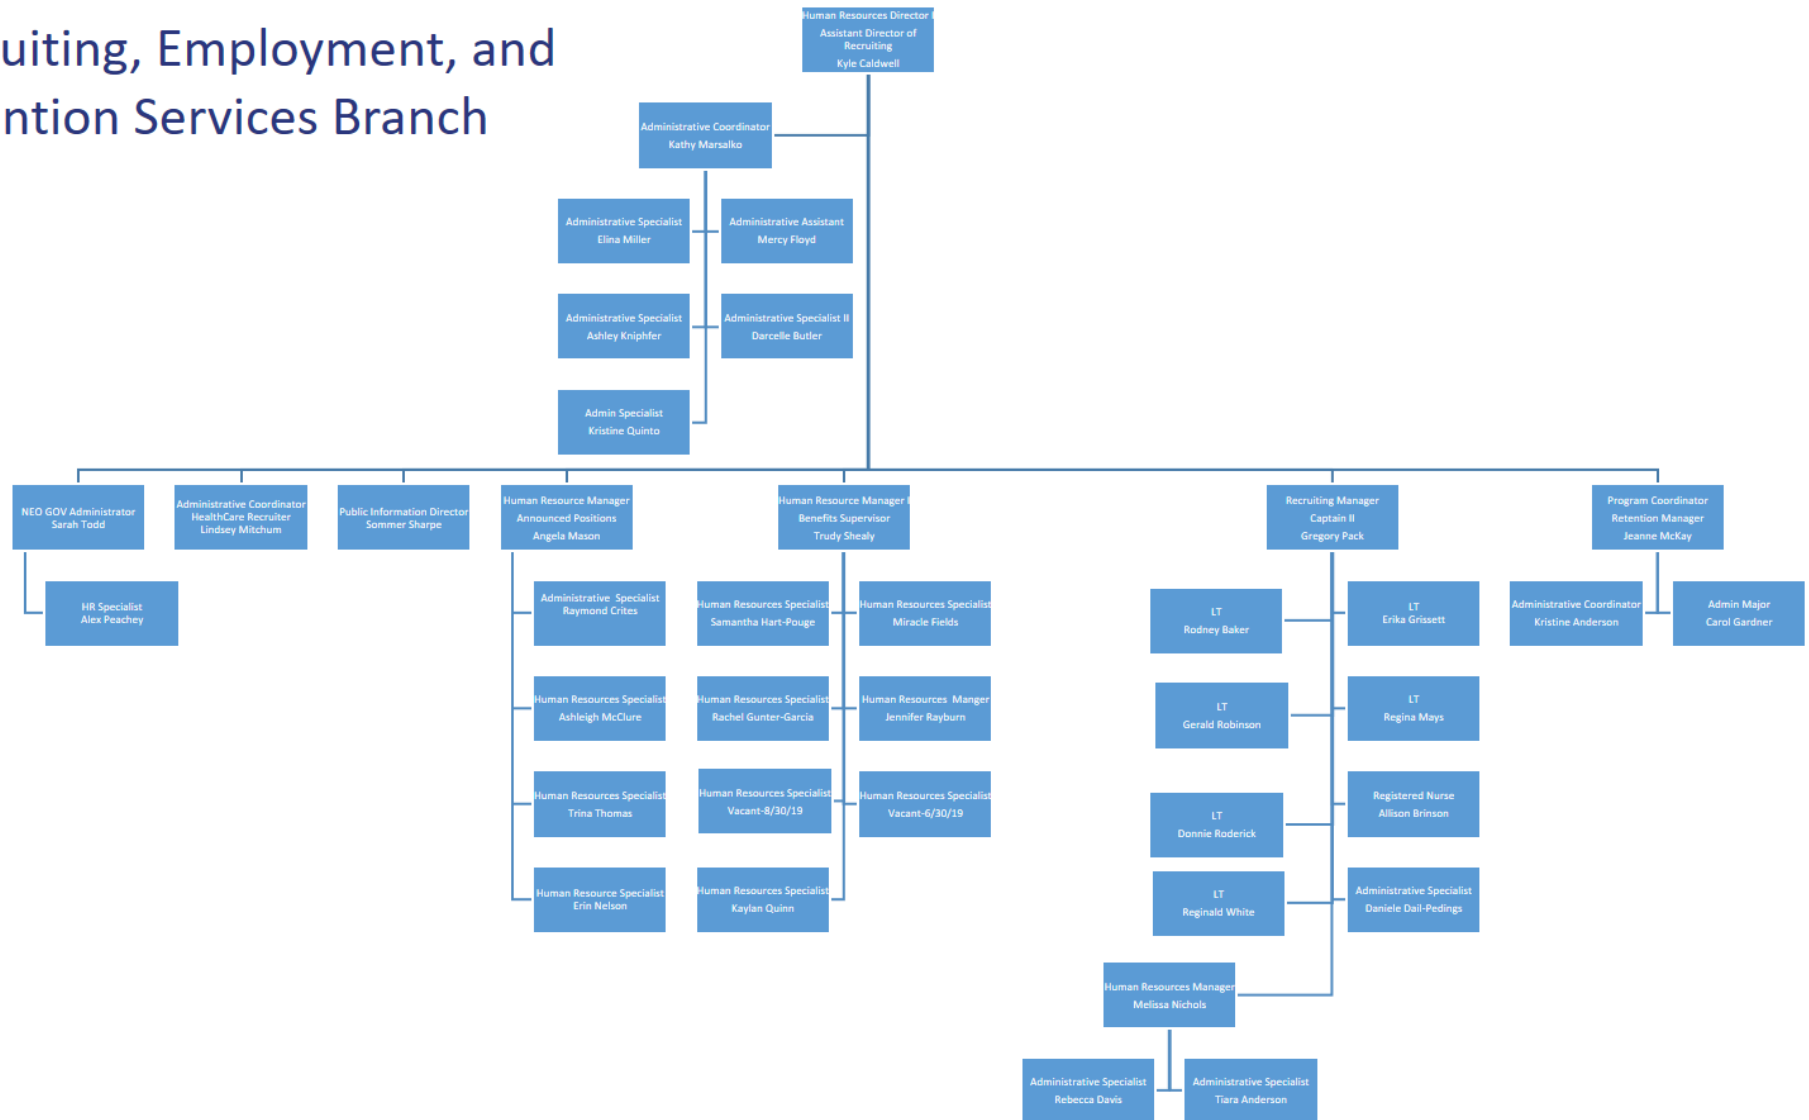 uiting, Employment, and
ntion Services Branch
Human Resources Director I
Assistant Director of
Recruiting
Kyle Caldwell
Administrative Coordinator
Kathy Marsalko
Administrative Specialist
Elina Miller
Administrative Assistant
Mercy Floyd
Administrative Specialist
Ashley Kniphfer
Administrative Specialist II
Darcelle Butler
Admin Specialist
Kristine Quinto
NEO GOV Administrator
Sarah Todd
Administrative Coordinator
HealthCare Recruiter
Lindsey Mitchum
Public Information Director
Sommer Sharpe
Human Resource Manager
Announced Positions
Angela Mason
Human Resource Manager I
Benefits Supervisor
Trudy Shealy
Recruiting Manager
Captain II
Gregory Pack
Program Coordinator
Retention Manager
Jeanne McKay
HR Specialist
Alex Peachey
Administrative Specialist
Raymond Crites
Human Resources Specialist
Samantha Hart-Pouge
Human Resources Specialist
Miracle Fields
LT
Rodney Baker
LT
Erika Grissett
Administrative Coordinator
Kristine Anderson
Admin Major
Carol Gardner
Human Resources Specialist
Ashleigh McClure
Human Resources Specialist
Rachel Gunter-Garcia
Human Resources Manger
Jennifer Rayburn
LT
Gerald Robinson
LT
Regina Mays
Human Resources Specialist
Trina Thomas
Human Resources Specialist
Vacant-8/30/19
Human Resources Specialist
Vacant-6/30/19
LT
Donnie Roderick
Registered Nurse
Allison Brinson
Human Resource Specialist
Erin Nelson
Human Resources Specialist
Kaylan Quinn
LT
Reginald White
Administrative Specialist
Daniele Dail-Pedings
Human Resources Manager
Melissa Nichols
Administrative Specialist
Rebecca Davis
Administrative Specialist
Tiara Anderson